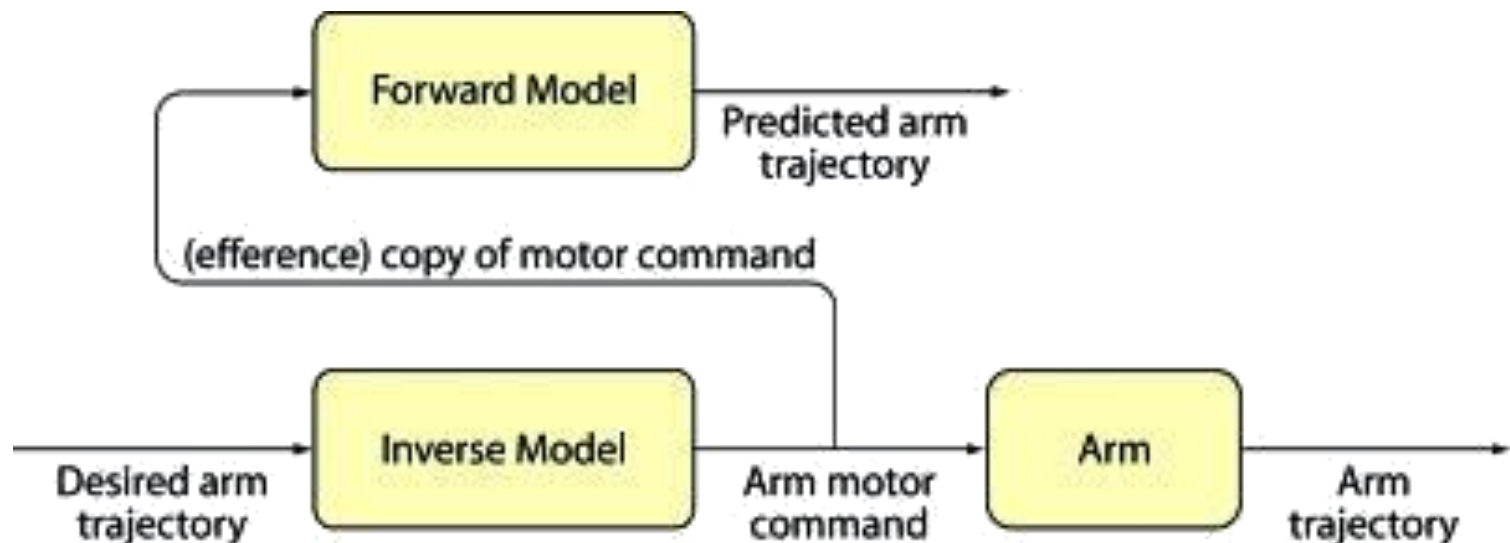 Forward Model
Predicted arm
trajectory
(efference) copy of motor command
Inverse Model
Arm
Desired arm
trajectory
Arm motor
command
Arm
trajectory